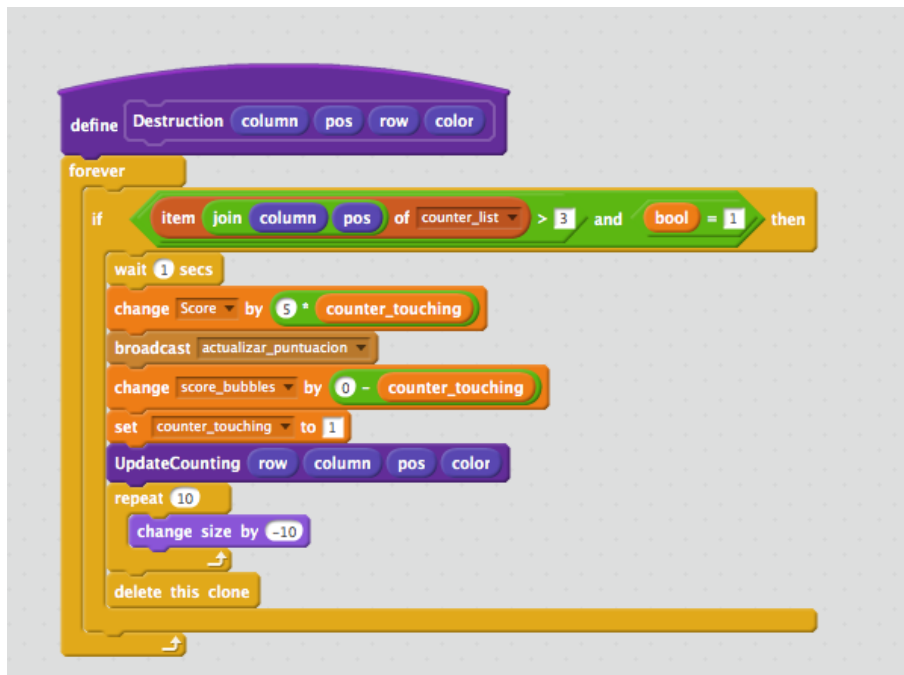 define Destruction column pos row color
forever
if item join column pos of counter_list > 3 and bool = 1 then
wait 1 secs
change Score by 5 * counter_touching
broadcast actualizar_puntuacion
change score_bubbles by 0 - counter_touching
set counter_touching to 1
UpdateCounting row column pos color
repeat 10
change size by -10
delete this clone